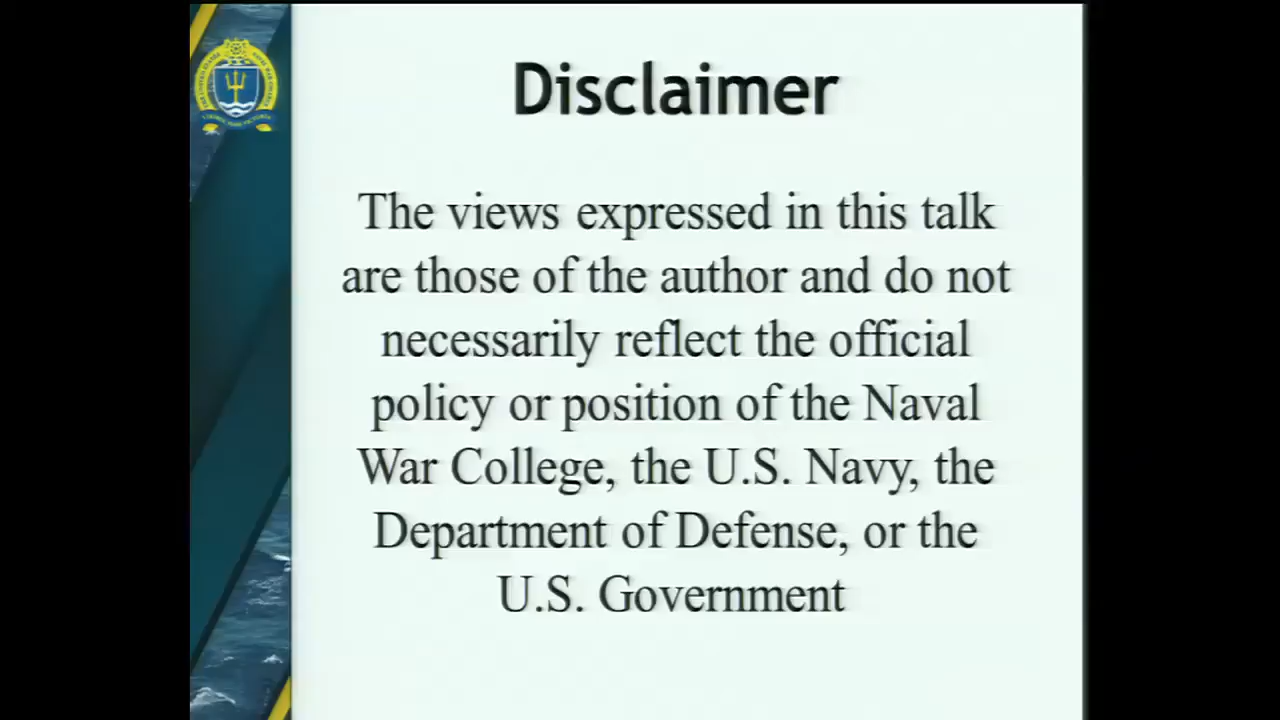 Disclaimer
The views expressed in this talk
are those of the author and do not
necessarily reflect the official
policy or position of the Naval
War College, the U.S. Navy, the
Department of Defense, or the
U.S. Government